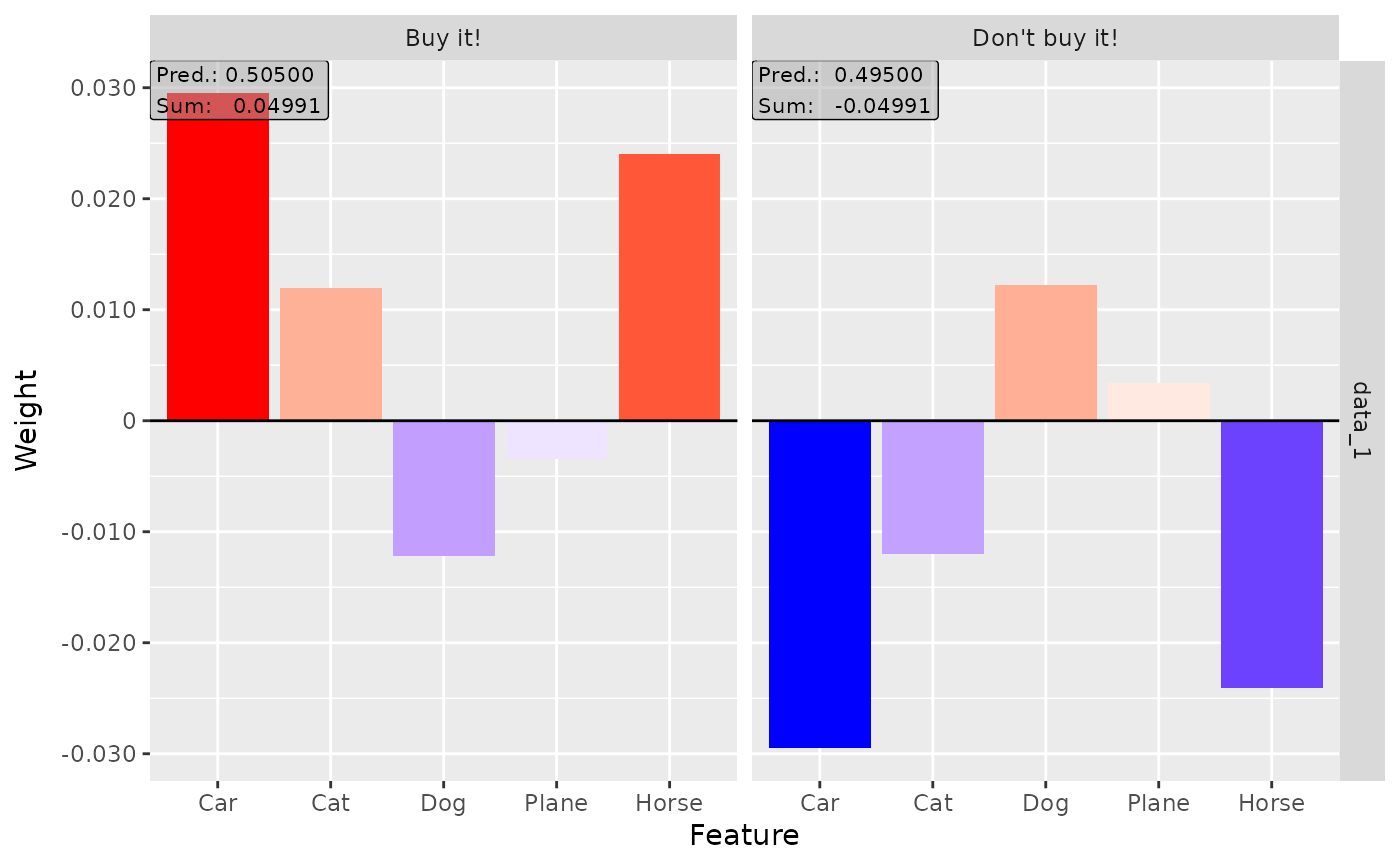 Buy it!
Don't buy it!
Pred.: 0.50500
Sum: 0.04991
Pred.: 0.49500
Sum: -0.04991
0.030
0.020
0.010
0
-0.010
-0.020
-0.030
Weight
data_1
Car Cat Dog Plane Horse
Car Cat Dog Plane Horse
Feature